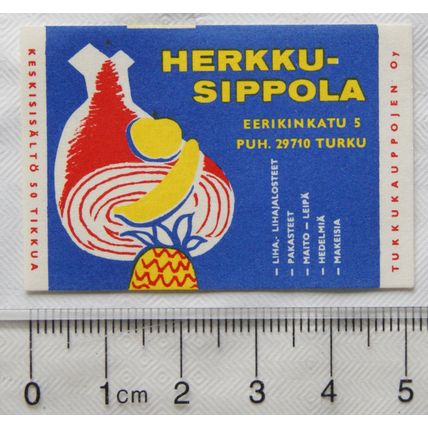 KESKISISÄLTÖ 50 TIKKUA
HERKKU-
SIPPOLA
EERIKINKATU 5
PUH. 29710 TURKU
— LIHA,- LIHAJALOSTEET
— PAKASTEET
— MAITO — LEIPÄ
— HEDELMIÄ
— MAKEISIA
TUKKUKAUPPOJEN Oy
0 1cm 2 3 4 5